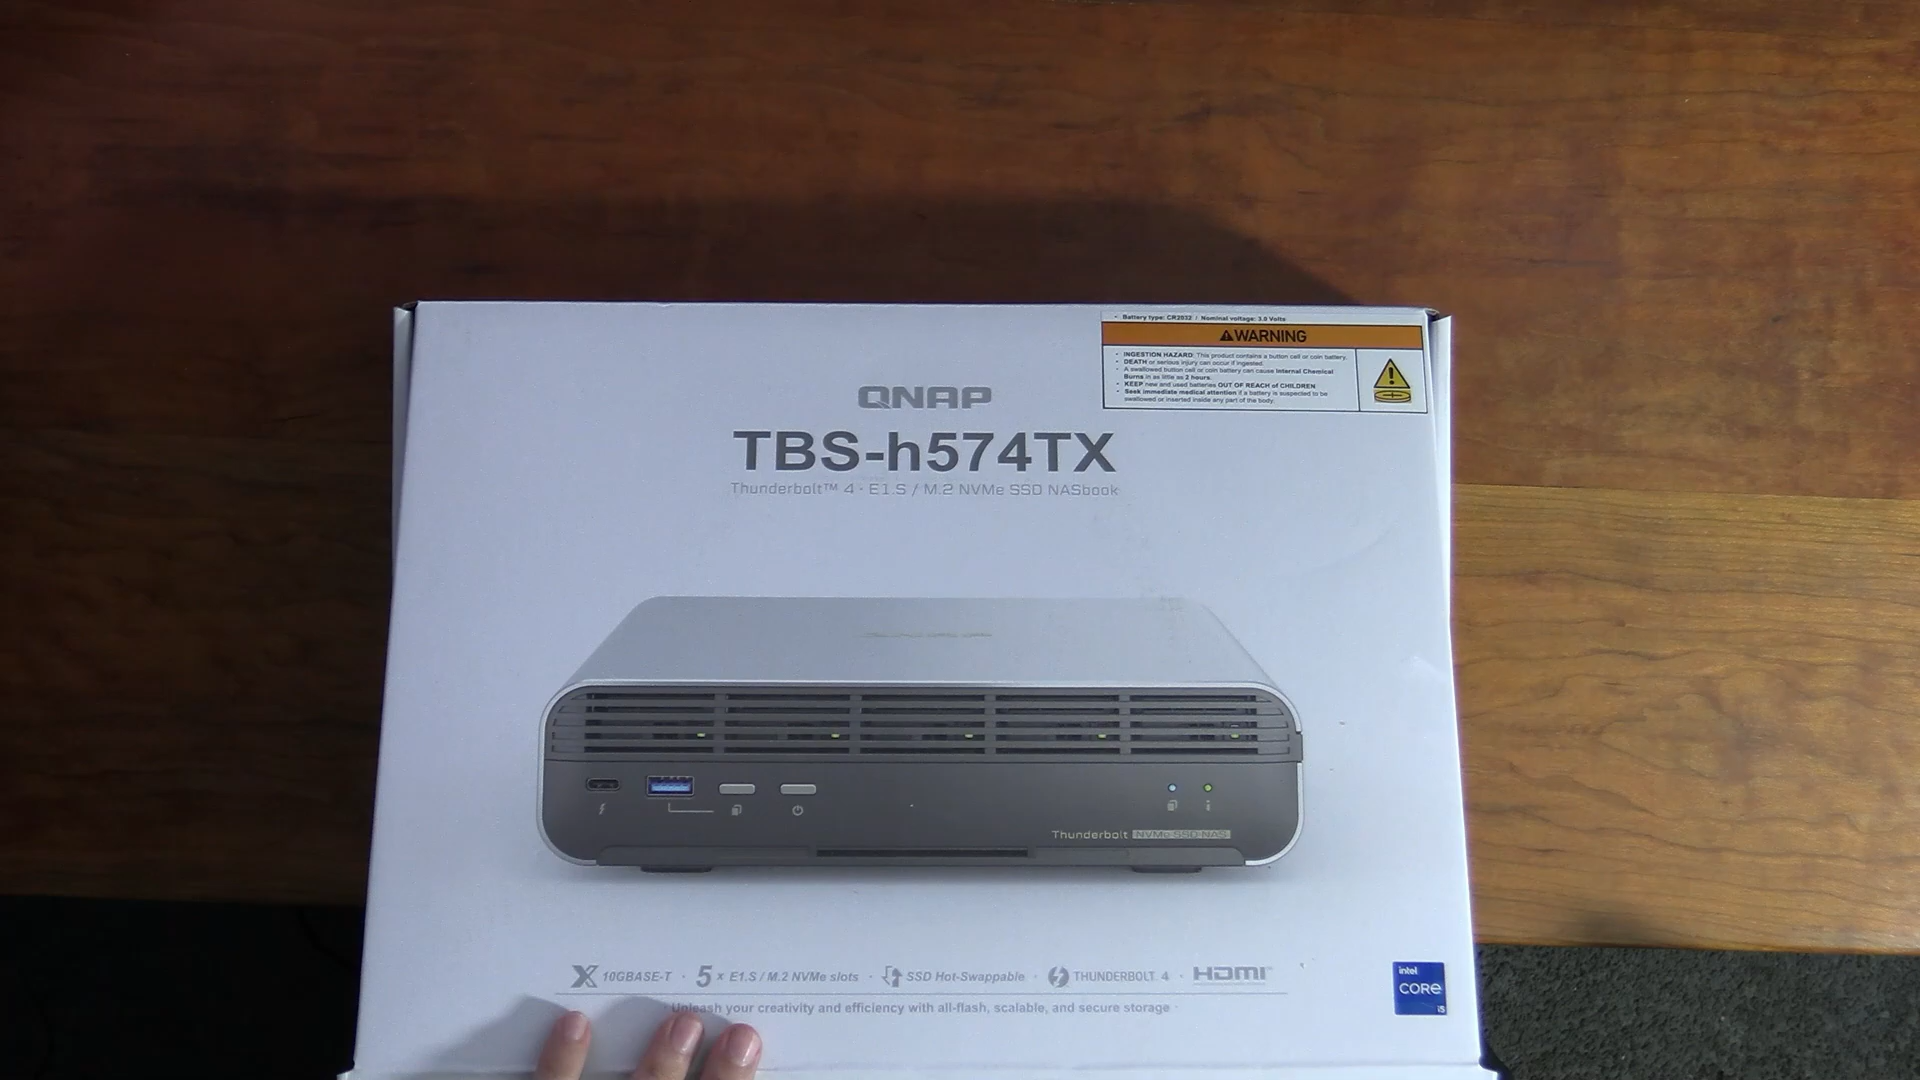 • Battery type: CR2032 / Nominal voltage: 3.0 Volts
⚠WARNING
• INGESTION HAZARD: This product contains a button cell or coin battery.
• DEATH or serious injury can occur if ingested.
• A swallowed button cell or coin battery can cause Internal Chemical
Burns in as little as 2 hours.
• KEEP new and used batteries OUT OF REACH of CHILDREN
• Seek immediate medical attention if a battery is suspected to be
swallowed or inserted inside any part of the body.
QNAP
TBS-h574TX
Thunderbolt™ 4 · E1.S / M.2 NVMe SSD NASbook
Thunderbolt NVMe SSD NAS
X 10GBASE-T · 5 x E1.S / M.2 NVMe slots · SSD Hot-Swappable · THUNDERBOLT 4 · HDMI™
· Unleash your creativity and efficiency with all-flash, scalable, and secure storage ·
intel
CORE
i5